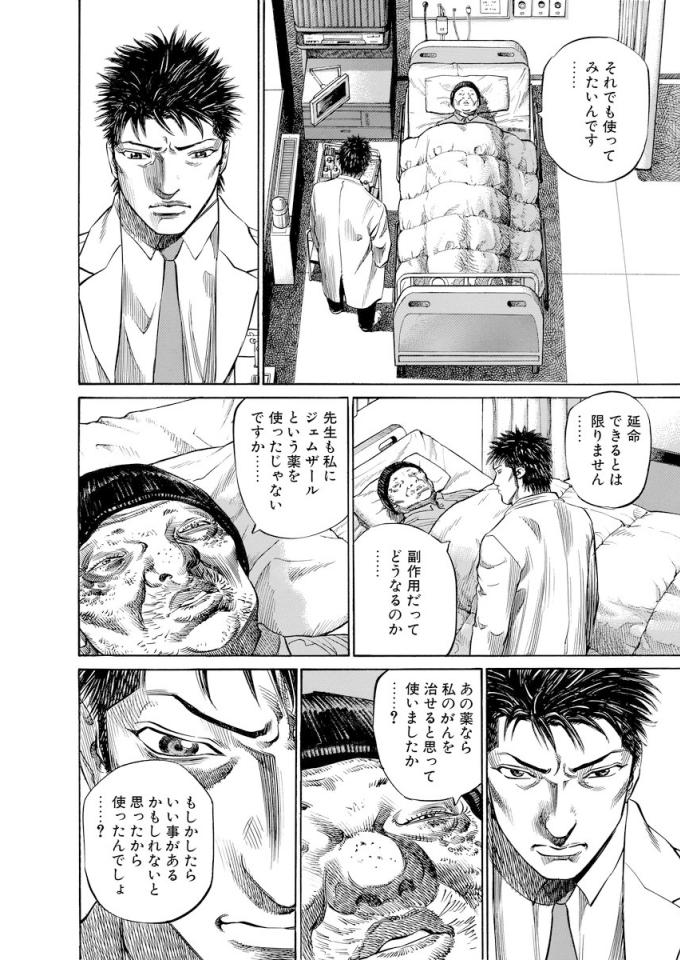 それでも使って
みたいんです
……
延命
できるとは
限りません
副作用だって
どうなるのか
……
先生も私に
ジェムザール
という薬を
使ったじゃない
ですか……
あの薬なら
私のがんを
治せると思って
使いましたか
……？
もしかしたら
いい事がある
かもしれないと
思ったから
使ったんでしょ
……？